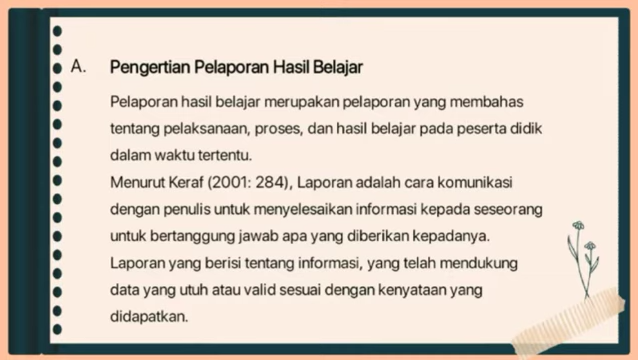 A. Pengertian Pelaporan Hasil Belajar
Pelaporan hasil belajar merupakan pelaporan yang membahas
tentang pelaksanaan, proses, dan hasil belajar pada peserta didik
dalam waktu tertentu.
Menurut Keraf (2001: 284), Laporan adalah cara komunikasi
dengan penulis untuk menyelesaikan informasi kepada seseorang
untuk bertanggung jawab apa yang diberikan kepadanya.
Laporan yang berisi tentang informasi, yang telah mendukung
data yang utuh atau valid sesuai dengan kenyataan yang
didapatkan.